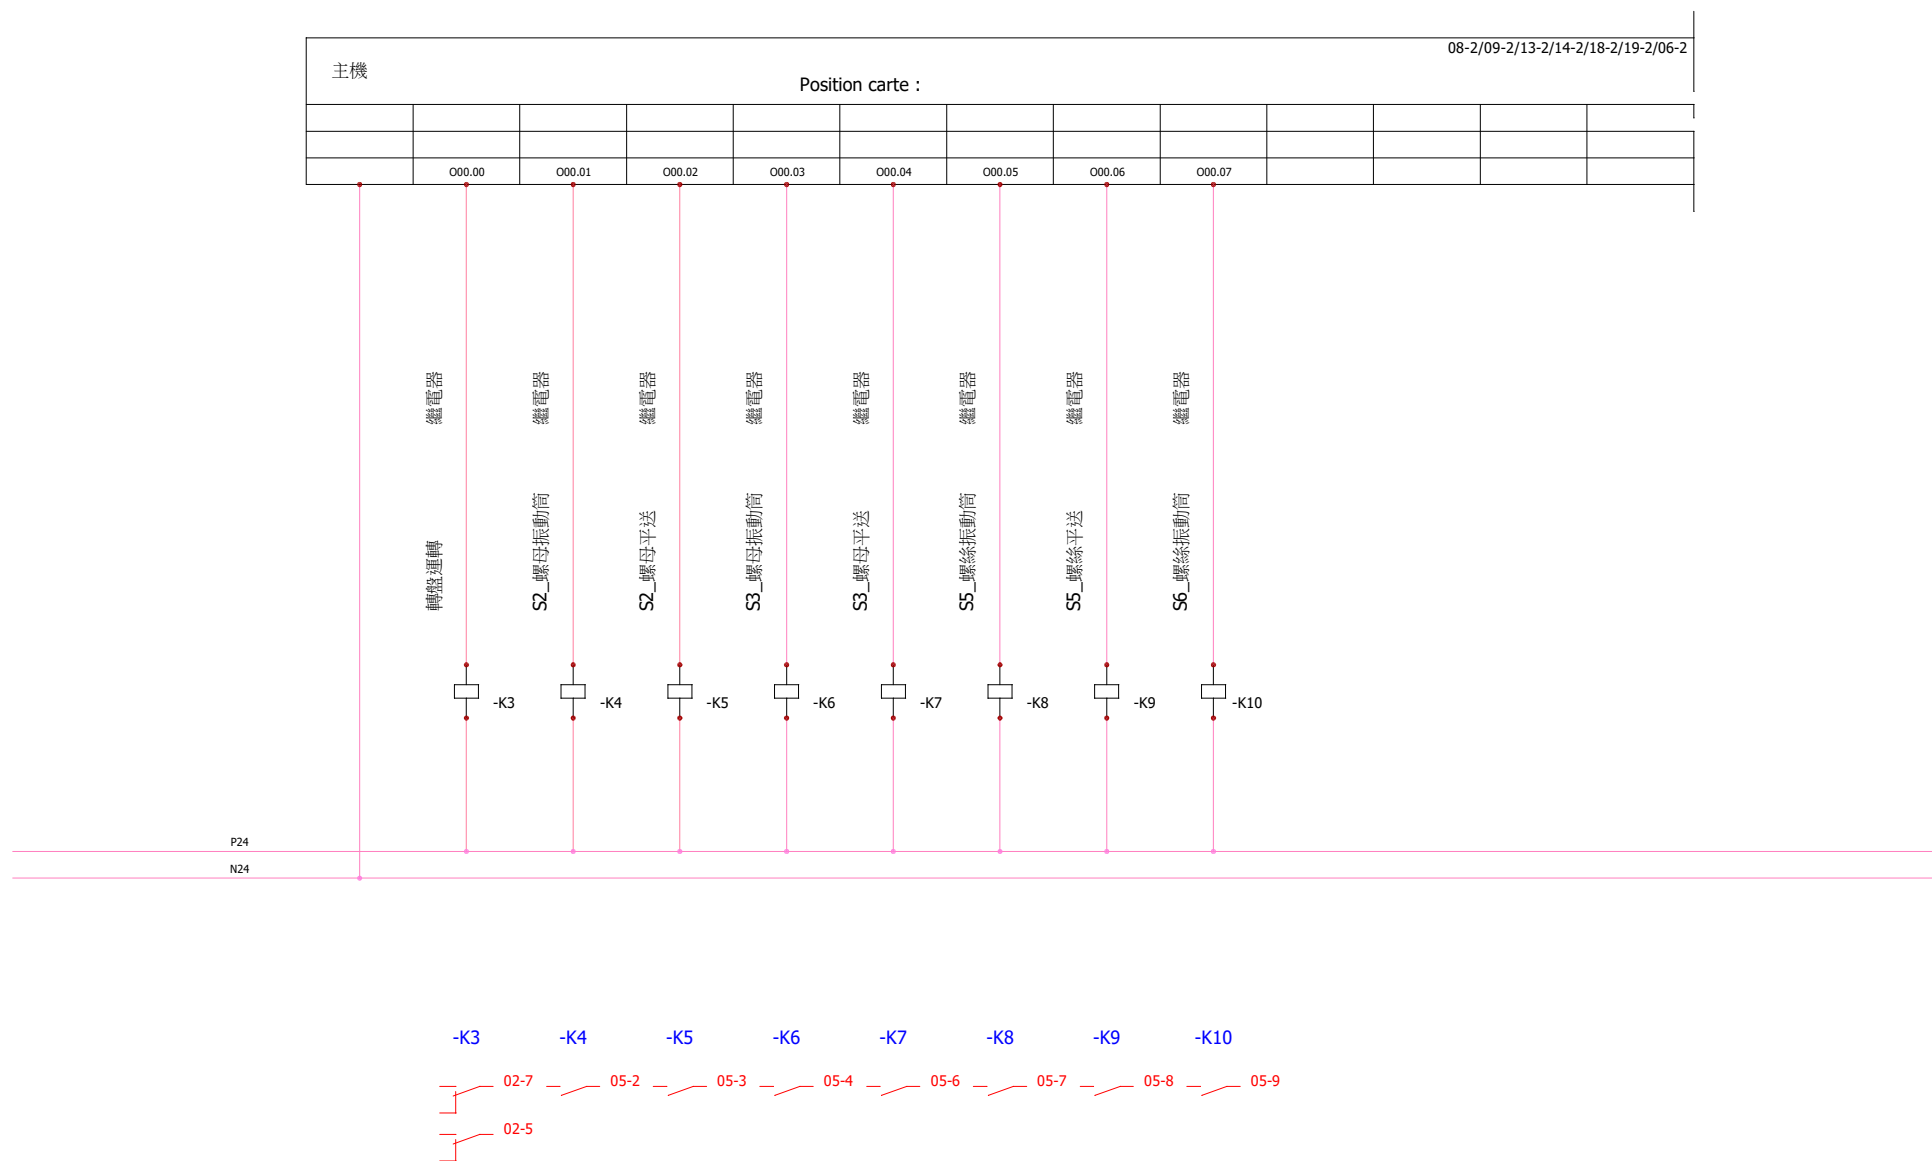 08-2/09-2/13-2/14-2/18-2/19-2/06-2
主機
Position carte :
O00.00 O00.01 O00.02 O00.03 O00.04 O00.05 O00.06 O00.07
轉盤運轉 繼電器
S2_螺母振動筒 繼電器
S2_螺母平送 繼電器
S3_螺母振動筒 繼電器
S3_螺母平送 繼電器
S5_螺絲振動筒 繼電器
S5_螺絲平送 繼電器
S6_螺絲振動筒 繼電器
-K3 -K4 -K5 -K6 -K7 -K8 -K9 -K10
P24
N24
-K3 -K4 -K5 -K6 -K7 -K8 -K9 -K10
02-7 05-2 05-3 05-4 05-6 05-7 05-8 05-9
02-5